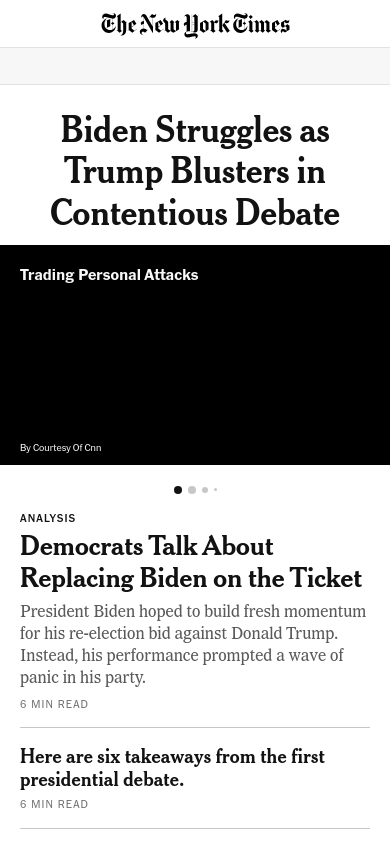 The New York Times
Biden Struggles as
Trump Blusters in
Contentious Debate
Trading Personal Attacks
By Courtesy Of Cnn
ANALYSIS
Democrats Talk About
Replacing Biden on the Ticket
President Biden hoped to build fresh momentum
for his re-election bid against Donald Trump.
Instead, his performance prompted a wave of
panic in his party.
6 MIN READ
Here are six takeaways from the first
presidential debate.
6 MIN READ